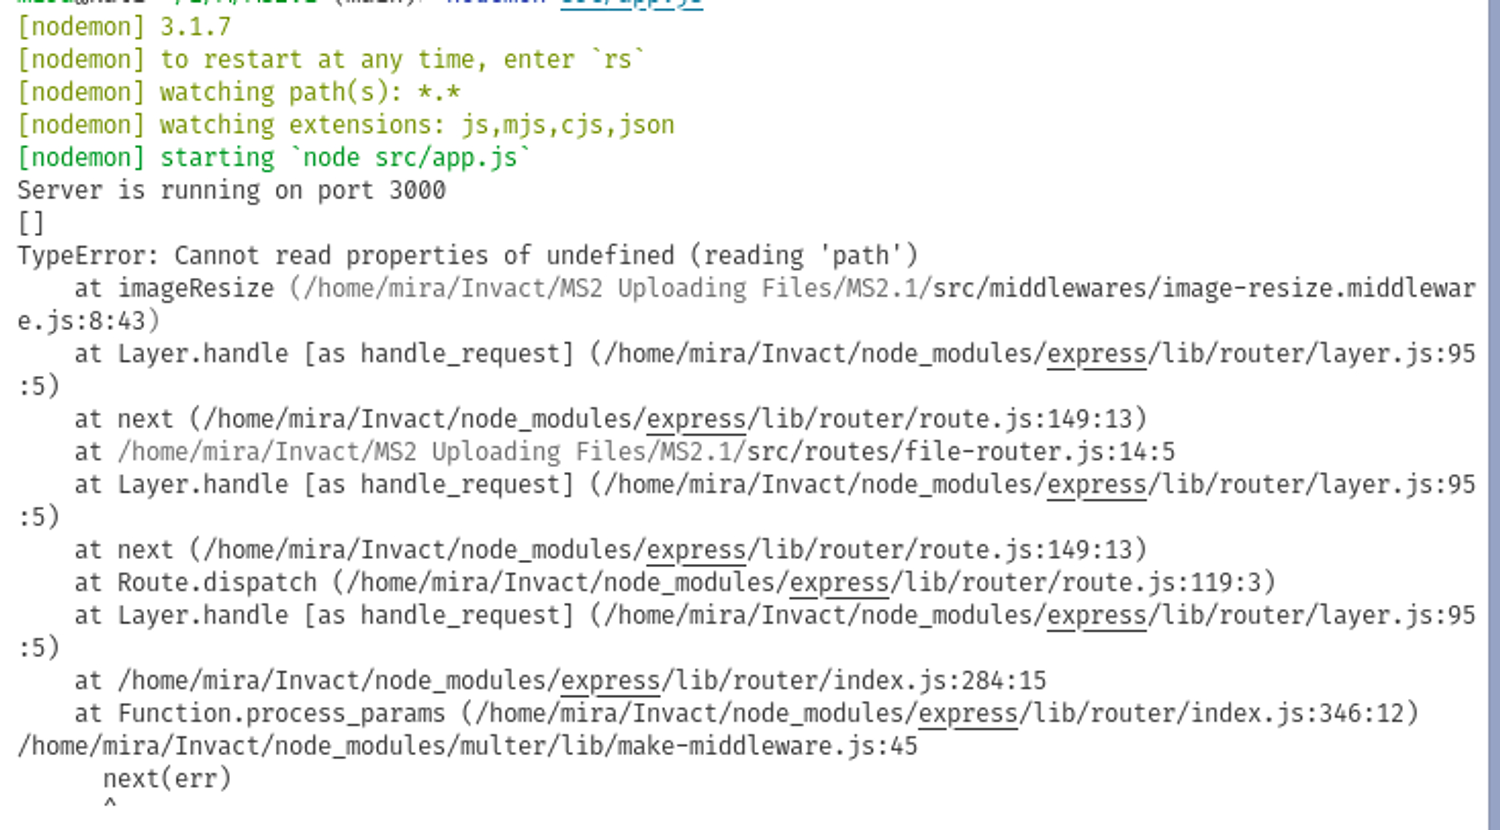 [nodemon] 3.1.7
[nodemon] to restart at any time, enter `rs`
[nodemon] watching path(s): *.*
[nodemon] watching extensions: js,mjs,cjs,json
[nodemon] starting `node src/app.js`
Server is running on port 3000
[]
TypeError: Cannot read properties of undefined (reading 'path')
    at imageResize (/home/mira/Invact/MS2 Uploading Files/MS2.1/src/middlewares/image-resize.middlewar
e.js:8:43)
    at Layer.handle [as handle_request] (/home/mira/Invact/node_modules/express/lib/router/layer.js:95
:5)
    at next (/home/mira/Invact/node_modules/express/lib/router/route.js:149:13)
    at /home/mira/Invact/MS2 Uploading Files/MS2.1/src/routes/file-router.js:14:5
    at Layer.handle [as handle_request] (/home/mira/Invact/node_modules/express/lib/router/layer.js:95
:5)
    at next (/home/mira/Invact/node_modules/express/lib/router/route.js:149:13)
    at Route.dispatch (/home/mira/Invact/node_modules/express/lib/router/route.js:119:3)
    at Layer.handle [as handle_request] (/home/mira/Invact/node_modules/express/lib/router/layer.js:95
:5)
    at /home/mira/Invact/node_modules/express/lib/router/index.js:284:15
    at Function.process_params (/home/mira/Invact/node_modules/express/lib/router/index.js:346:12)
/home/mira/Invact/node_modules/multer/lib/make-middleware.js:45
      next(err)
      ^